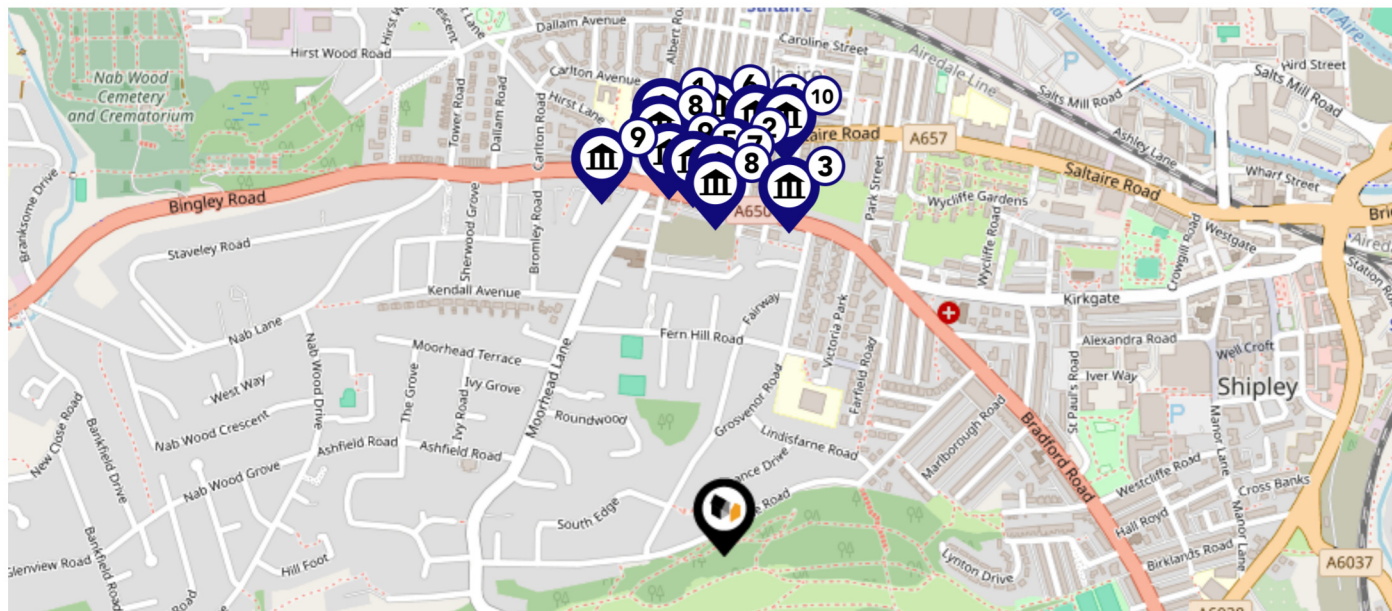 Saltaire
Hirst Wood Road
Dallam Avenue
Albert
Caroline Street
Airedale Line
Hird Street
Salts Mill Road
Salts Mill Road
P
Nab Wood
Cemetery
and Crematorium
Tower Road
Dallam Road
Carlton Road
Carlton Avenue
Hirst Lane
1
6
10
8
9
2
5
7
8
3
Saltaire Road
A657
Ashley Lane
Saltaire Road
Wharf Street
Branksome Drive
Bingley Road
A650
Park Street
Wycliffe Gardens
Wycliffe Road
Crowgill Road
Westgate
Station
Staveley Road
Sherwood Grove
Bromley Road
Kendall Avenue
Kirkgate
Nab Lane
Nab Wood Drive
Moorhead Terrace
Moorhead Lane
Fern Hill Road
Fairway
Victoria Park
Farfield Road
Alexandra Road
Well Croft
Iver Way
Shipley
West Way
The Grove
Ivy Grove
Ivy Road
Roundwood
Grosvenor Road
St Paul's Road
P
Manor Lane
New Close Road
Bankfield Drive
Nab Wood Crescent
Ashfield Road
Ashfield Road
Lindisfarne Road
Marlborough Road
Bradford Road
Nab Wood Grove
Westcliffe Road
Cross Banks
South Edge
Hall Royd
Manor Lane
Glenview Road
Bankfield Road
Hill Foot
Lynton Drive
Birklands Road
A6037
A6038